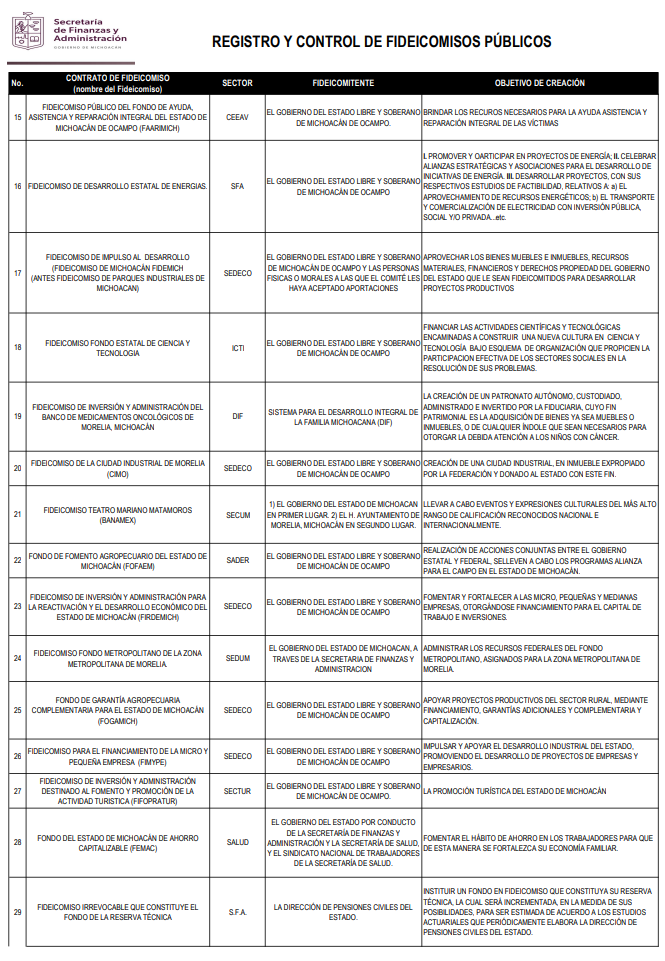 Secretaría
de Finanzas y
Administración
GOBIERNO DE MICHOACÁN
REGISTRO Y CONTROL DE FIDEICOMISOS PÚBLICOS
No.
CONTRATO DE FIDEICOMISO
(nombre del Fideicomiso)
SECTOR
FIDEICOMITENTE
OBJETIVO DE CREACIÓN
15
FIDEICOMISO PÚBLICO DEL FONDO DE AYUDA,
ASISTENCIA Y REPARACIÓN INTEGRAL DEL ESTADO DE
MICHOACÁN DE OCAMPO (FAARIMICH)
CEEAV
EL GOBIERNO DEL ESTADO LIBRE Y SOBERANO
DE MICHOACÁN DE OCAMPO.
BRINDAR LOS RECUROS NECESARIOS PARA LA AYUDA ASISTENCIA Y
REPARACIÓN INTEGRAL DE LAS VÍCTIMAS
16
FIDEICOMISO DE DESARROLLO ESTATAL DE ENERGIAS.
SFA
EL GOBIERNO DEL ESTADO LIBRE Y SOBERANO
DE MICHOACÁN DE OCAMPO
I. PROMOVER Y OARTICIPAR EN PROYECTOS DE ENERGÍA; II. CELEBRAR
ALIANZAS ESTRATÉGICAS Y ASOCIACIONES PARA EL DESARROLLO DE
INICIATIVAS DE ENERGÍA. III. DESARROLLAR PROYECTOS, CON SUS
RESPECTIVOS ESTUDIOS DE FACTIBILIDAD, RELATIVOS A: a) EL
APROVECHAMIENTO DE RECURSOS ENERGÉTICOS; b) EL TRANSPORTE
Y COMERCIALIZACIÓN DE ELECTRICIDAD CON INVERSIÓN PÚBLICA,
SOCIAL Y/O PRIVADA...etc.
17
FIDEICOMISO DE IMPULSO AL DESARROLLO
(FIDEICOMISO DE MICHOACÁN FIDEMICH
(ANTES FIDEICOMISO DE PARQUES INDUSTRIALES DE
MICHOACAN)
SEDECO
EL GOBIERNO DEL ESTADO LIBRE Y SOBERANO
DE MICHOACÁN DE OCAMPO Y LAS PERSONAS
FISICAS O MORALES A LAS QUE EL COMITÉ LES
HAYA ACEPTADO APORTACIONES
APROVECHAR LOS BIENES MUEBLES E INMUEBLES, RECURSOS
MATERIALES, FINANCIEROS Y DERECHOS PROPIEDAD DEL GOBIERNO
DEL ESTADO QUE LE SEAN FIDEICOMITIDOS PARA DESARROLLAR
PROYECTOS PRODUCTIVOS
18
FIDEICOMISO FONDO ESTATAL DE CIENCIA Y
TECNOLOGIA
ICTI
EL GOBIERNO DEL ESTADO LIBRE Y SOBERANO
DE MICHOACÁN DE OCAMPO
FINANCIAR LAS ACTIVIDADES CIENTÍFICAS Y TECNOLÓGICAS
ENCAMINADAS A CONSTRUIR UNA NUEVA CULTURA EN CIENCIA Y
TECNOLOGÍA BAJO ESQUEMA DE ORGANIZACIÓN QUE PROPICIEN LA
PARTICIPACION EFECTIVA DE LOS SECTORES SOCIALES EN LA
RESOLUCIÓN DE SUS PROBLEMAS.
19
FIDEICOMISO DE INVERSIÓN Y ADMINISTRACIÓN DEL
BANCO DE MEDICAMENTOS ONCOLÓGICOS DE
MORELIA, MICHOACÁN
DIF
SISTEMA PARA EL DESARROLLO INTEGRAL DE
LA FAMILIA MICHOACANA (DIF)
LA CREACIÓN DE UN PATRONATO AUTÓNOMO, CUSTODIADO,
ADMINISTRADO E INVERTIDO POR LA FIDUCIARIA, CUYO FIN
PATRIMONIAL ES LA ADQUISICIÓN DE BIENES YA SEA MUEBLES O
INMUEBLES, O DE CUALQUIER ÍNDOLE QUE SEAN NECESARIOS PARA
OTORGAR LA DEBIDA ATENCIÓN A LOS NIÑOS CON CÁNCER.
20
FIDEICOMISO DE LA CIUDAD INDUSTRIAL DE MORELIA
(CIMO)
SEDECO
EL GOBIERNO DEL ESTADO LIBRE Y SOBERANO
DE MICHOACÁN DE OCAMPO
CREACIÓN DE UNA CIUDAD INDUSTRIAL, EN INMUEBLE EXPROPIADO
POR LA FEDERACIÓN Y DONADO AL ESTADO CON ESTE FIN.
21
FIDEICOMISO TEATRO MARIANO MATAMOROS
(BANAMEX)
SECUM
1) EL GOBIERNO DEL ESTADO DE MICHOACAN
EN PRIMER LUGAR. 2) EL H. AYUNTAMIENTO DE
MORELIA, MICHOACÁN EN SEGUNDO LUGAR.
LLEVAR A CABO EVENTOS Y EXPRESIONES CULTURALES DEL MÁS ALTO
RANGO DE CALIFICACIÓN RECONOCIDOS NACIONAL E
INTERNACIONALMENTE.
22
FONDO DE FOMENTO AGROPECUARIO DEL ESTADO DE
MICHOACÁN (FOFAEM)
SADER
EL GOBIERNO DEL ESTADO LIBRE Y SOBERANO
DE MICHOACÁN DE OCAMPO
REALIZACIÓN DE ACCIONES CONJUNTAS ENTRE EL GOBIERNO
ESTATAL Y FEDERAL, SELLEVEN A CABO LOS PROGRAMAS ALIANZA
PARA EL CAMPO EN EL ESTADO DE MICHOACÁN.
23
FIDEICOMISO DE INVERSIÓN Y ADMINISTRACIÓN PARA
LA REACTIVACIÓN Y EL DESARROLLO ECONÓMICO DEL
ESTADO DE MICHOACÁN (FIRDEMICH)
SEDECO
EL GOBIERNO DEL ESTADO LIBRE Y SOBERANO
DE MICHOACÁN DE OCAMPO
FOMENTAR Y FORTALECER A LAS MICRO, PEQUEÑAS Y MEDIANAS
EMPRESAS, OTORGÁNDOSE FINANCIAMIENTO PARA EL CAPITAL DE
TRABAJO E INVERSIONES.
24
FIDEICOMISO FONDO METROPOLITANO DE LA ZONA
METROPOLITANA DE MORELIA.
SEDUM
EL GOBIERNO DEL ESTADO DE MICHOACAN, A
TRAVES DE LA SECRETARIA DE FINANZAS Y
ADMINISTRACION
ADMINISTRAR LOS RECURSOS FEDERALES DEL FONDO
METROPOLITANO, ASIGNADOS PARA LA ZONA METROPOLITANA DE
MORELIA.
25
FONDO DE GARANTÍA AGROPECUARIA
COMPLEMENTARIA PARA EL ESTADO DE MICHOACÁN
(FOGAMICH)
SEDECO
EL GOBIERNO DEL ESTADO LIBRE Y SOBERANO
DE MICHOACÁN DE OCAMPO
APOYAR PROYECTOS PRODUCTIVOS DEL SECTOR RURAL, MEDIANTE
FINANCIAMIENTO, GARANTÍAS ADICIONALES Y COMPLEMENTARIA Y
CAPITALIZACIÓN.
26
FIDEICOMISO PARA EL FINANCIAMIENTO DE LA MICRO Y
PEQUEÑA EMPRESA (FIMYPE)
SEDECO
EL GOBIERNO DEL ESTADO LIBRE Y SOBERANO
DE MICHOACÁN DE OCAMPO
IMPULSAR Y APOYAR EL DESARROLLO INDUSTRIAL DEL ESTADO,
PROMOVIENDO EL DESARROLLO DE PROYECTOS DE EMPRESAS Y
EMPRESARIOS.
27
FIDEICOMISO DE INVERSIÓN Y ADMINISTRACIÓN
DESTINADO AL FOMENTO Y PROMOCIÓN DE LA
ACTIVIDAD TURISTICA (FIFOPRATUR)
SECTUR
EL GOBIERNO DEL ESTADO LIBRE Y SOBERANO
DE MICHOACÁN DE OCAMPO.
LA PROMOCIÓN TURÍSTICA DEL ESTADO DE MICHOACÁN
28
FONDO DEL ESTADO DE MICHOACÁN DE AHORRO
CAPITALIZABLE (FEMAC)
SALUD
EL GOBIERNO DEL ESTADO POR CONDUCTO
DE LA SECRETARÍA DE FINANZAS Y
ADMINISTRACIÓN Y LA SECRETARÍA DE SALUD,
Y EL SINDICATO NACIONAL DE TRABAJADORES
DE LA SECRETARÍA DE SALUD.
FOMENTAR EL HÁBITO DE AHORRO EN LOS TRABAJADORES PARA QUE
DE ESTA MANERA SE FORTALEZCA SU ECONOMÍA FAMILIAR.
29
FIDEICOMISO IRREVOCABLE QUE CONSTITUYE EL
FONDO DE LA RESERVA TÉCNICA
S.F.A.
LA DIRECCIÓN DE PENSIONES CIVILES DEL
ESTADO.
INSTITUIR UN FONDO EN FIDEICOMISO QUE CONSTITUYA SU RESERVA
TÉCNICA, LA CUAL SERÁ INCREMENTADA, EN LA MEDIDA DE SUS
POSIBILIDADES, PARA SER ESTIMADA DE ACUERDO A LOS ESTUDIOS
ACTUARIALES QUE PERIÓDICAMENTE ELABORA LA DIRECCIÓN DE
PENSIONES CIVILES DEL ESTADO.